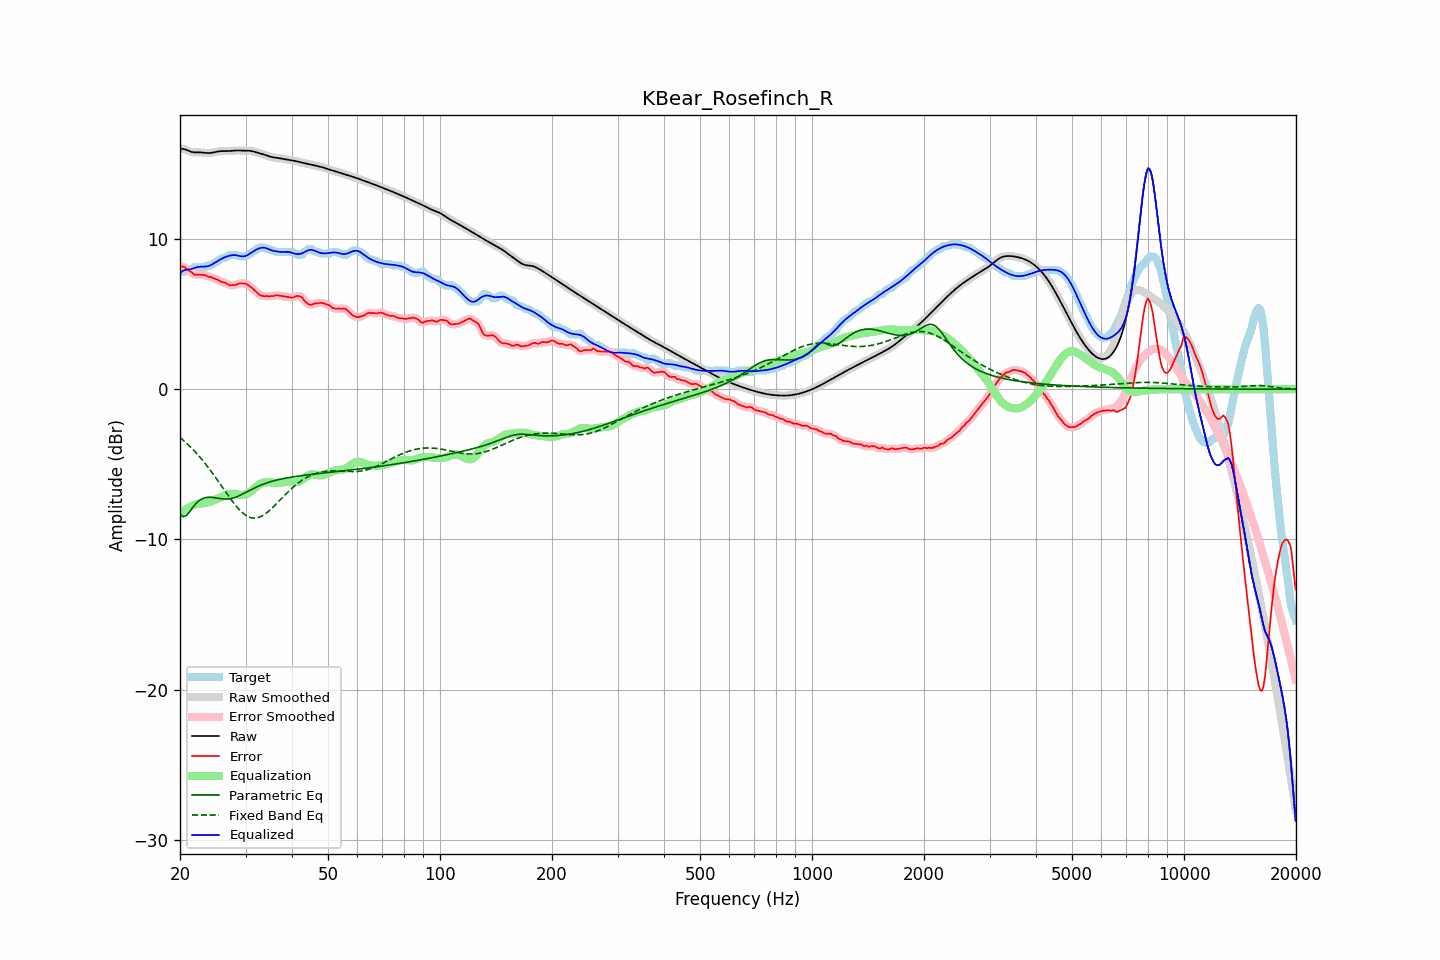 KBear_Rosefinch_R
Amplitude (dBr)
10
0
−10
−20
−30
Target
Raw Smoothed
Error Smoothed
Raw
Error
Equalization
Parametric Eq
Fixed Band Eq
Equalized
20 50 100 200 500 1000 2000 5000 10000 20000
Frequency (Hz)